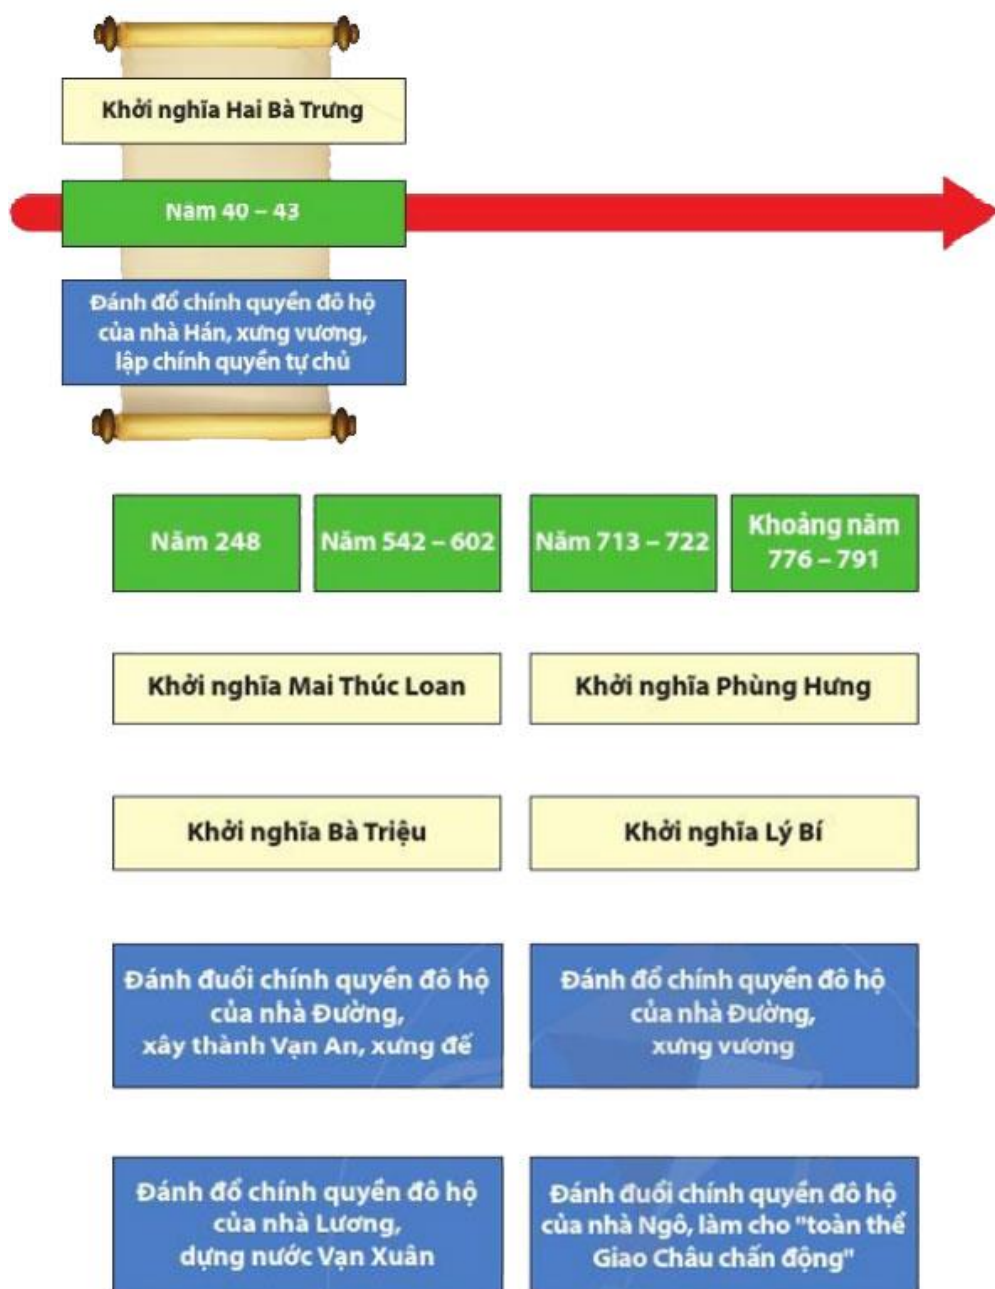 Khởi nghĩa Hai Bà Trưng
Năm 40 – 43
Đánh đổ chính quyền đô hộ
của nhà Hán, xưng vương,
lập chính quyền tự chủ
Năm 248
Năm 542 – 602
Năm 713 – 722
Khoảng năm
776 – 791
Khởi nghĩa Mai Thúc Loan
Khởi nghĩa Phùng Hưng
Khởi nghĩa Bà Triệu
Khởi nghĩa Lý Bí
Đánh đuổi chính quyền đô hộ
của nhà Đường,
xây thành Vạn An, xưng đế
Đánh đổ chính quyền đô hộ
của nhà Đường,
xưng vương
Đánh đổ chính quyền đô hộ
của nhà Lương,
dựng nước Vạn Xuân
Đánh đuổi chính quyền đô hộ
của nhà Ngô, làm cho "toàn thể
Giao Châu chấn động"